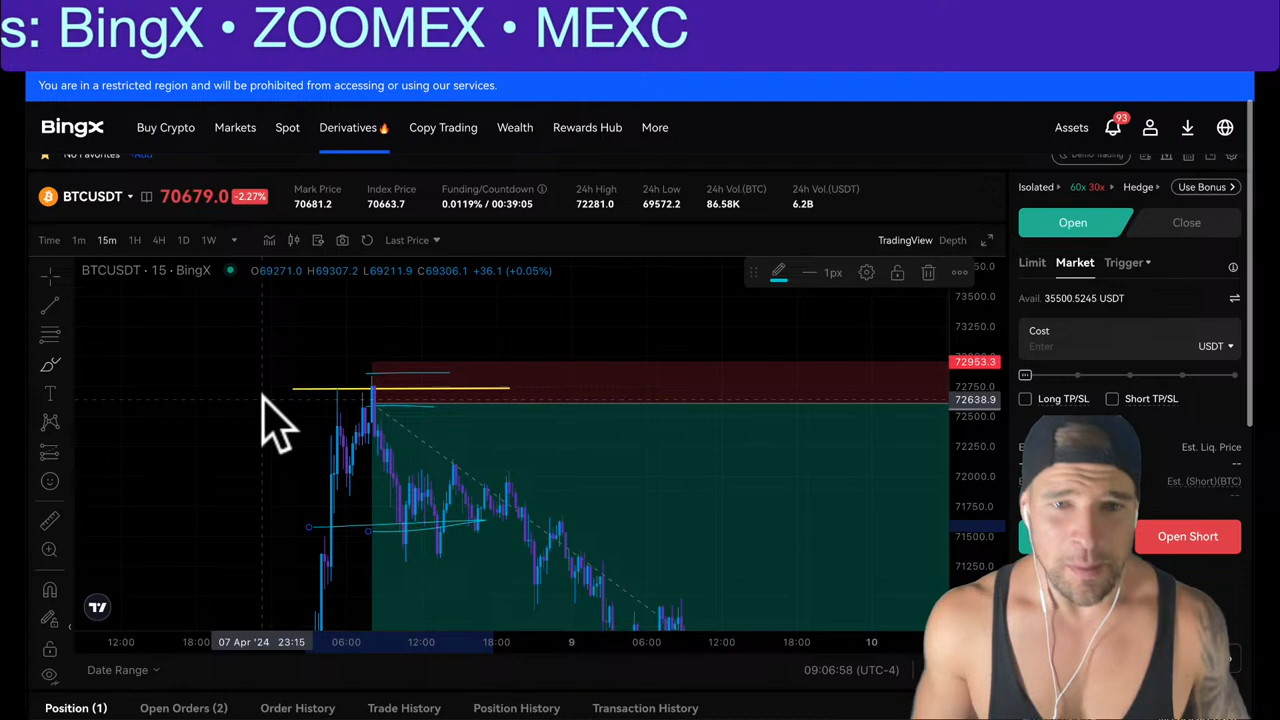 s: BingX • ZOOMEX • MEXC
You are in a restricted region and will be prohibited from accessing or using our services.
BingX Buy Crypto Markets Spot Derivatives🔥 Copy Trading Wealth Rewards Hub More Assets 93
No Favorites +Add Demo Trading
BTCUSDT 70679.0 -2.27%
Mark Price 70681.2
Index Price 70663.7
Funding/Countdown 0.0119% / 00:39:05
24h High 72281.0
24h Low 69572.2
24h Vol.(BTC) 86.58K
24h Vol.(USDT) 6.2B
Isolated 60x 30x Hedge Use Bonus
Time 1m 15m 1H 4H 1D 1W Last Price TradingView Depth
Open Close
BTCUSDT · 15 · BingX O69271.0 H69307.2 L69211.9 C69306.1 +36.1 (+0.05%)
1px
Limit Market Trigger
Avail. 35500.5245 USDT
Cost
Enter USDT
Long TP/SL Short TP/SL
73500.0
73250.0
72953.3
72750.0
72638.9
72500.0
72250.0
72000.0
71750.0
71500.0
71250.0
Est. Liq. Price
--
Est. (Short)(BTC)
--
Open Short
12:00 18:00 07 Apr '24 23:15 06:00 12:00 18:00 9 06:00 12:00 18:00 10
Date Range 09:06:58 (UTC-4)
Position (1) Open Orders (2) Order History Trade History Position History Transaction History